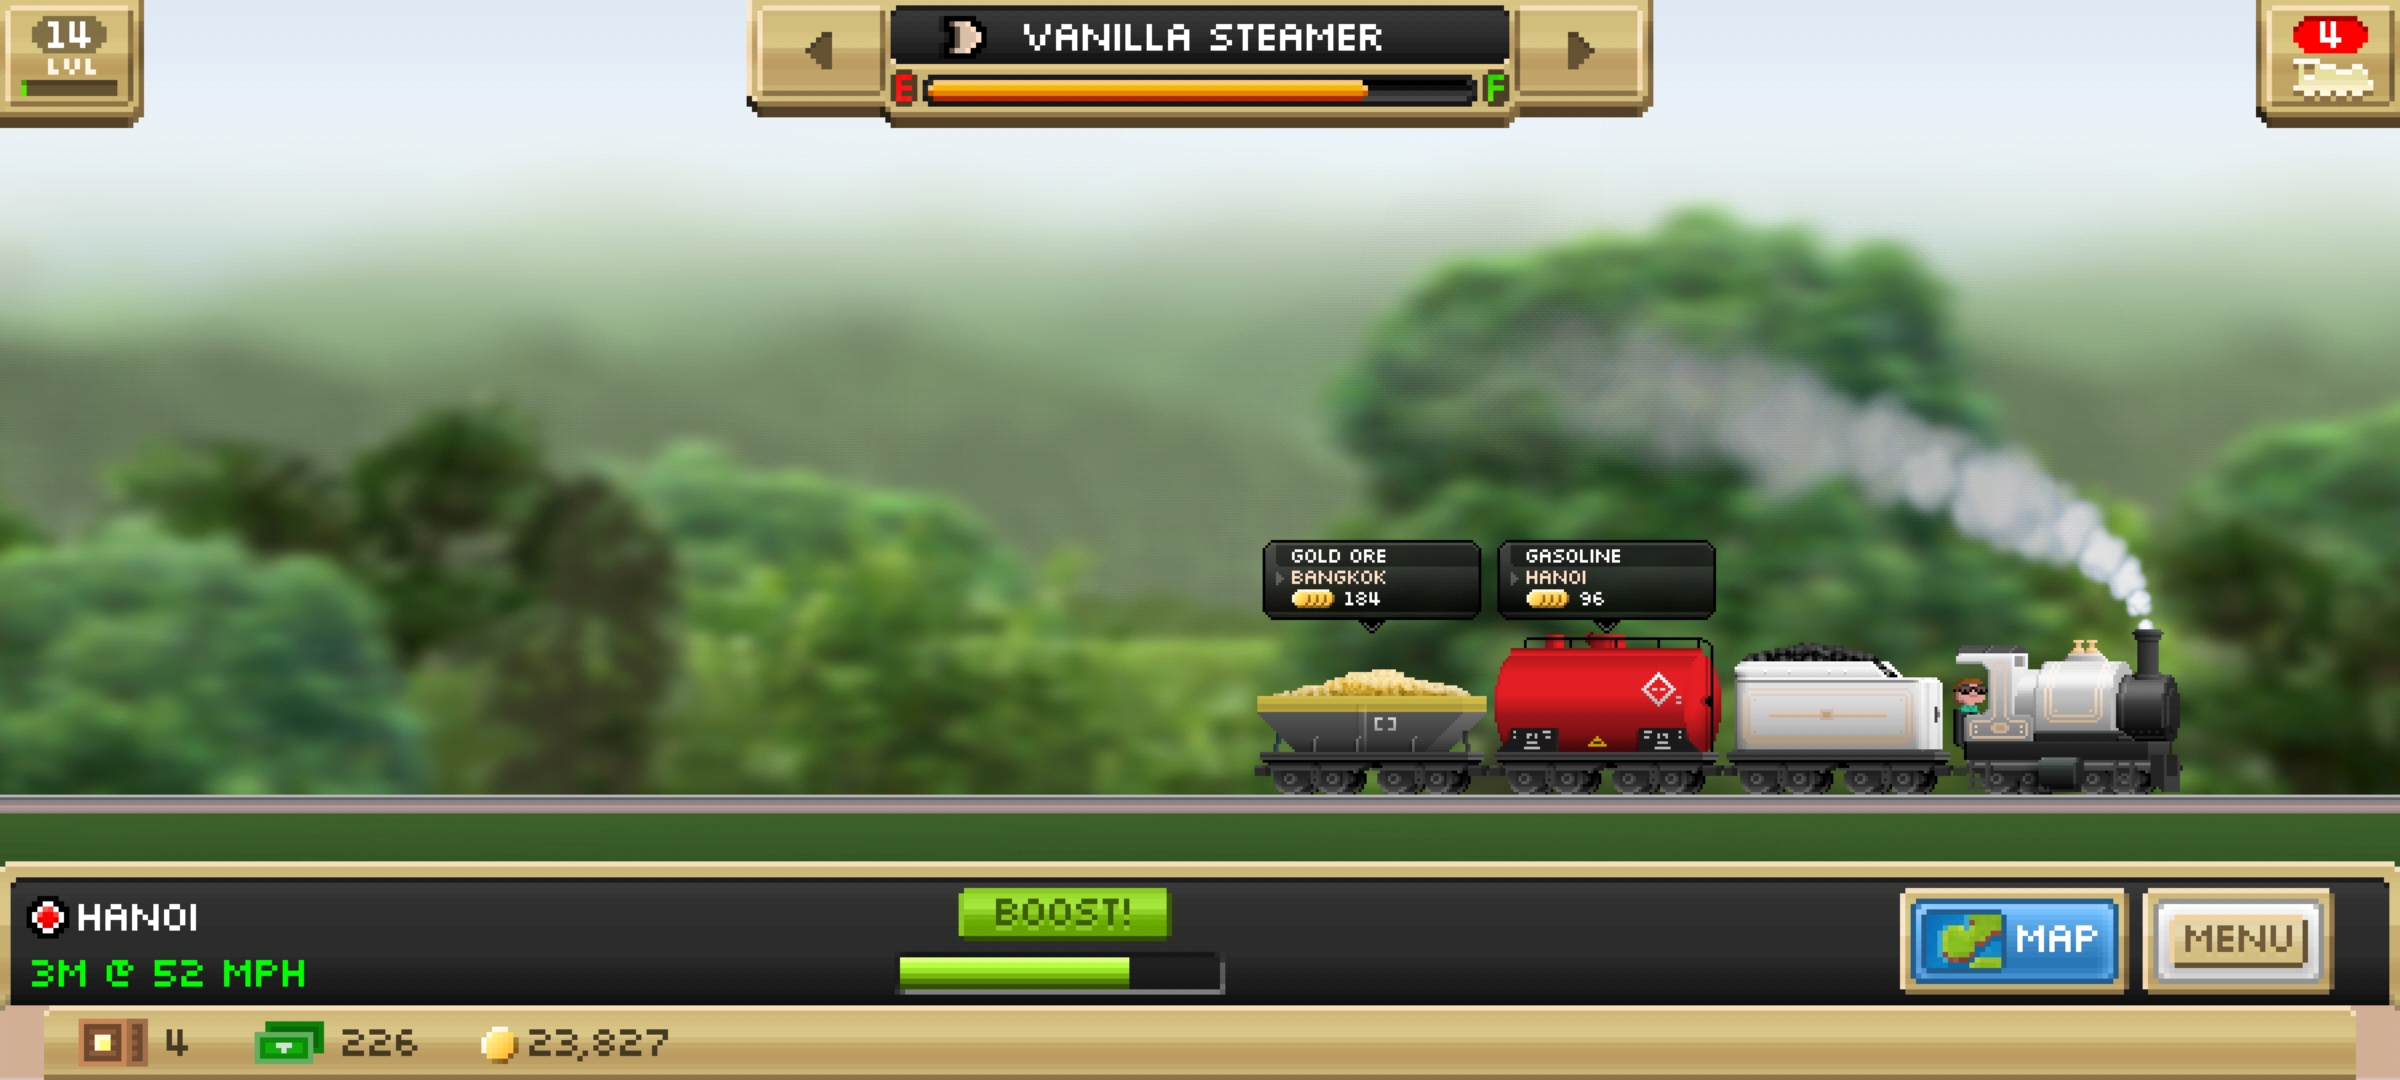 14
LVL
VANILLA STEAMER
E F
4
GOLD ORE
BANGKOK
184
GASOLINE
HANOI
96
HANOI
3M @ 52 MPH
BOOST!
MAP
MENU
4
226
23,827